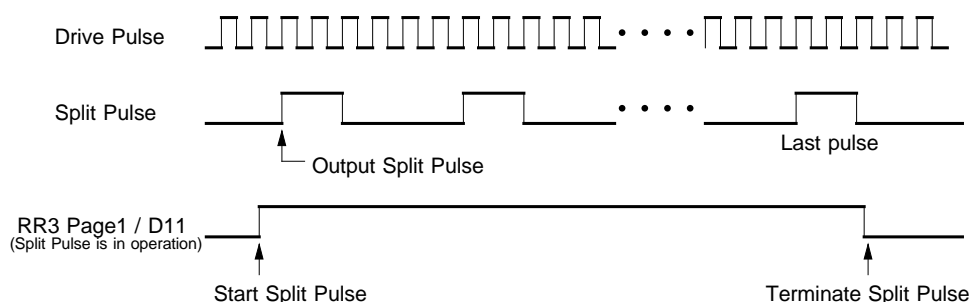 Drive Pulse
Split Pulse
Last pulse
Output Split Pulse
RR3 Page1 / D11
(Split Pulse is in operation)
Start Split Pulse
Terminate Split Pulse